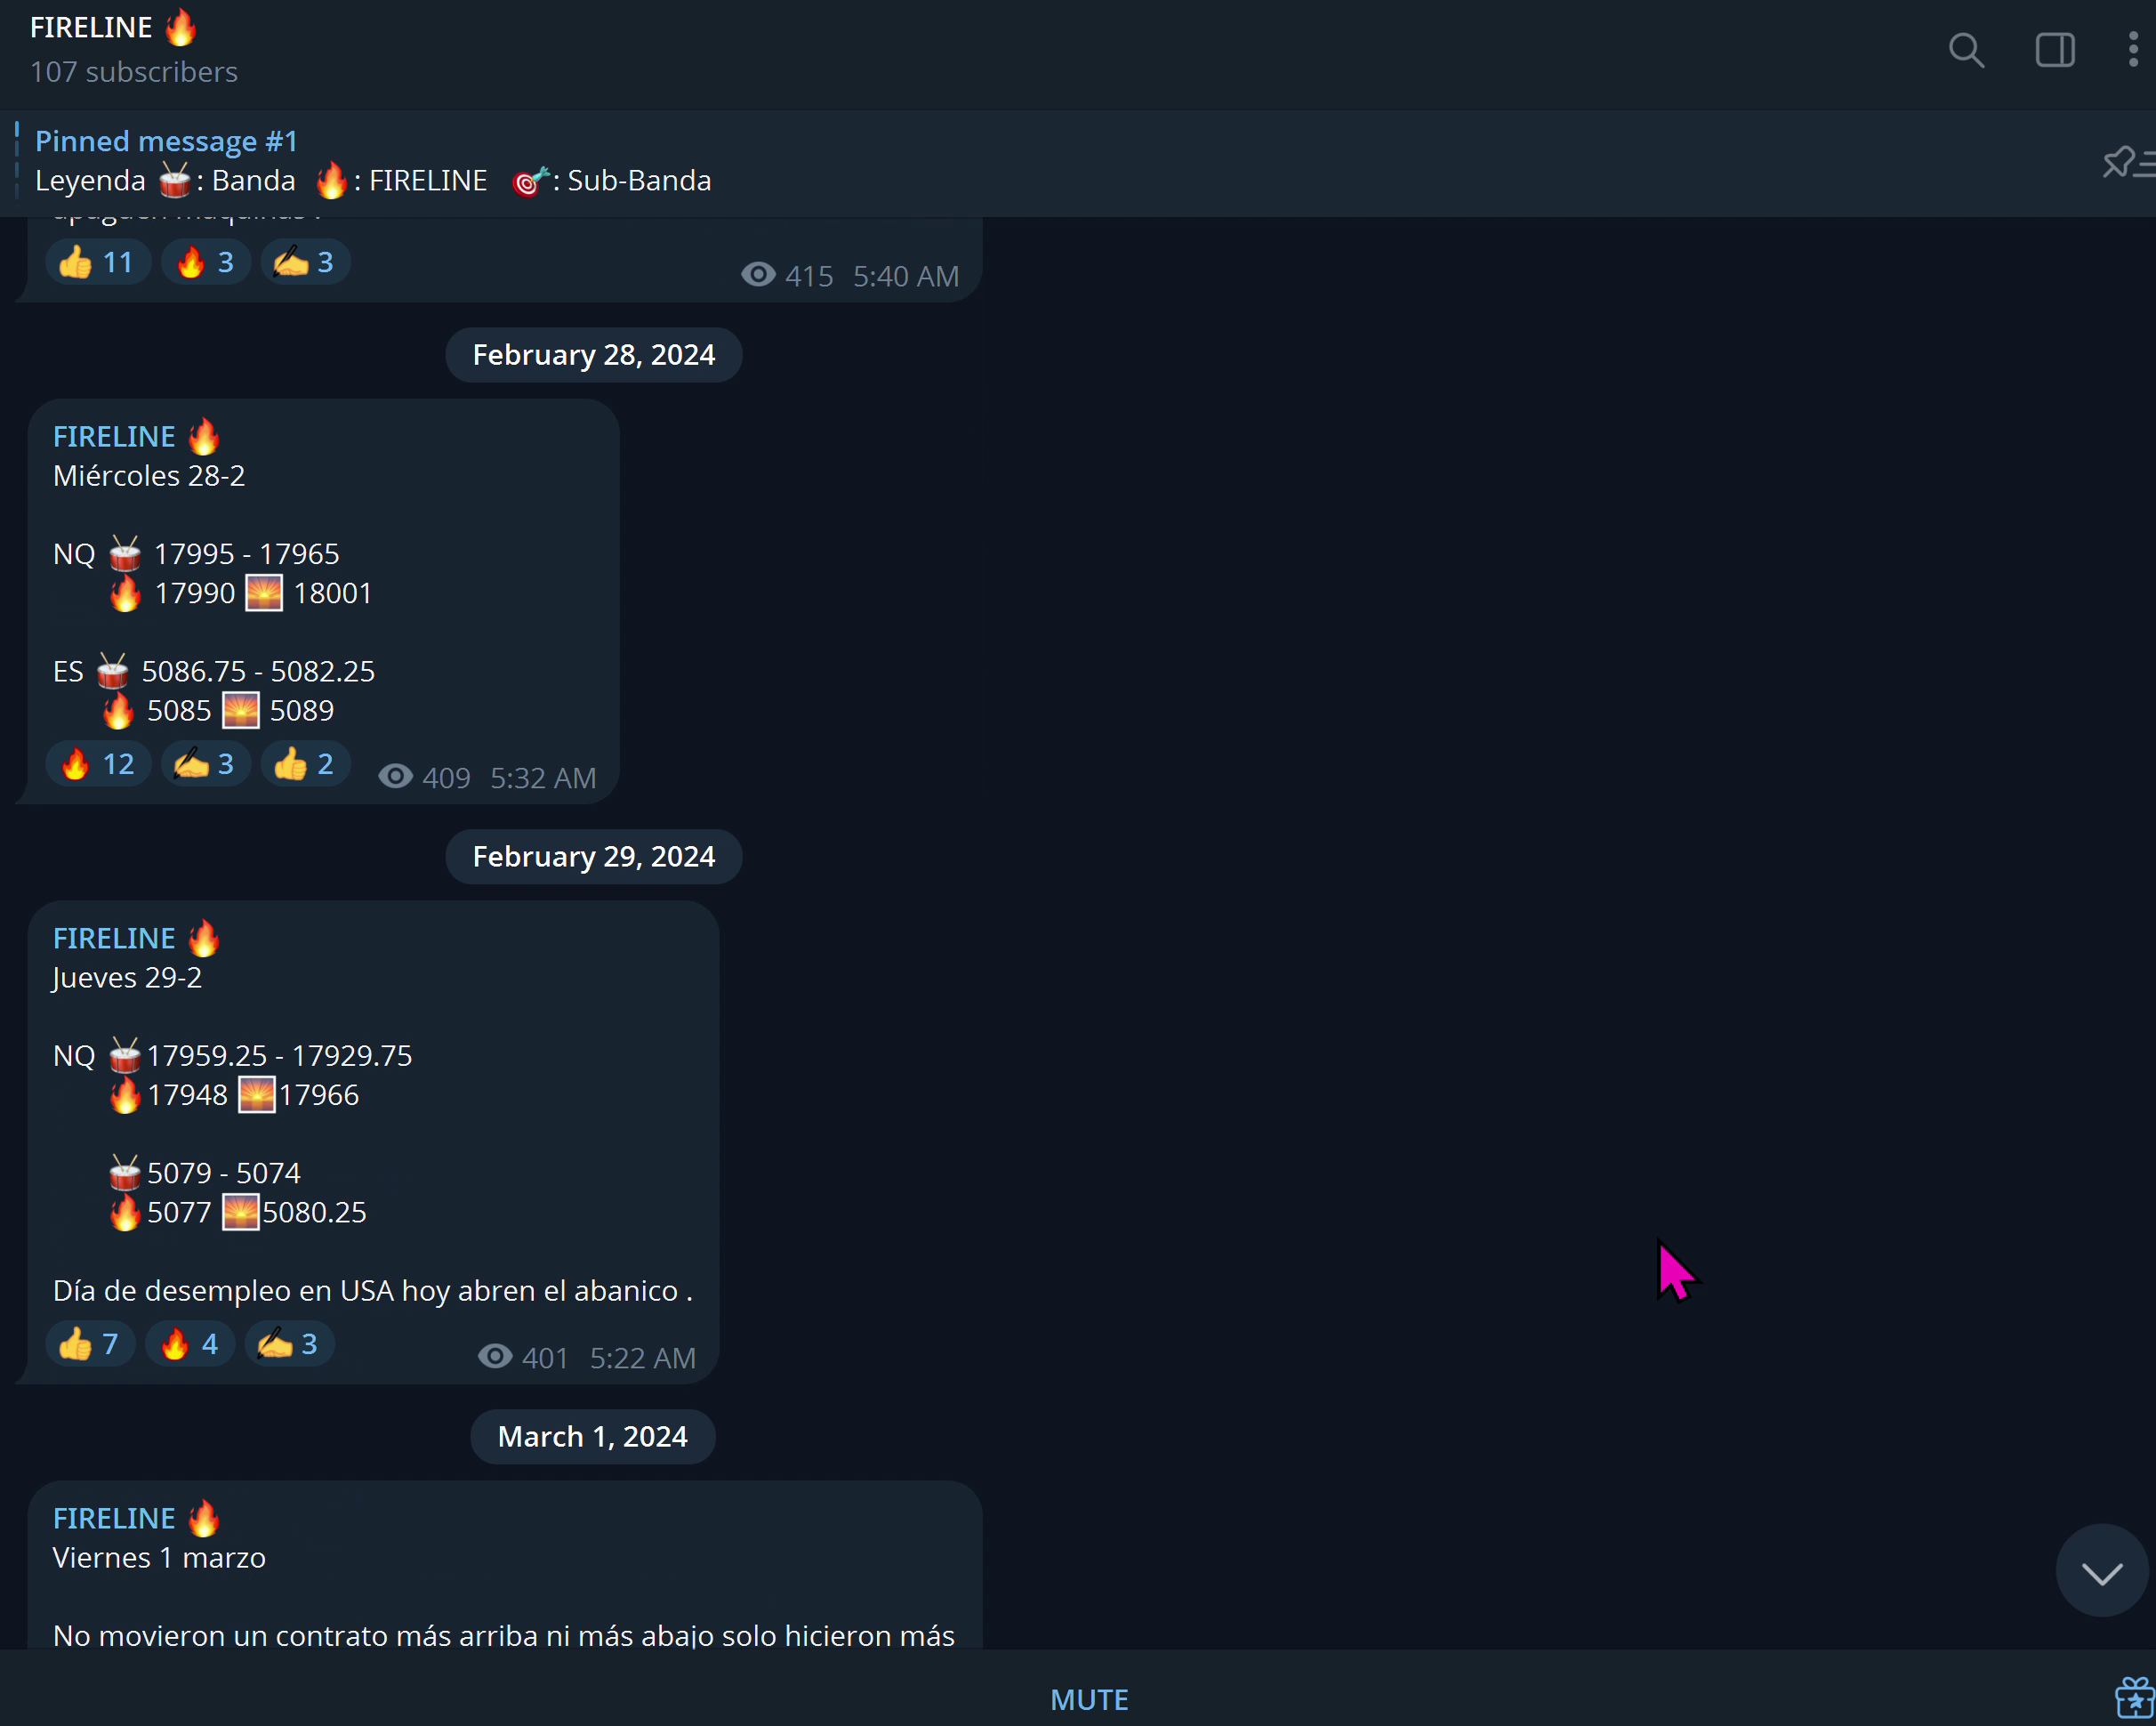 FIRELINE 🔥
107 subscribers
Pinned message #1
Leyenda 🥁: Banda 🔥: FIRELINE 🎯: Sub-Banda
👍 11 🔥 3 ✍ 3
415 5:40 AM
February 28, 2024
FIRELINE 🔥
Miércoles 28-2
NQ 🥁 17995 - 17965
🔥 17990 🌅 18001
ES 🥁 5086.75 - 5082.25
🔥 5085 🌅 5089
🔥 12 ✍ 3 👍 2
409 5:32 AM
February 29, 2024
FIRELINE 🔥
Jueves 29-2
NQ 🥁17959.25 - 17929.75
🔥17948 🌅17966
🥁5079 - 5074
🔥5077 🌅5080.25
Día de desempleo en USA hoy abren el abanico .
👍 7 🔥 4 ✍ 3
401 5:22 AM
March 1, 2024
FIRELINE 🔥
Viernes 1 marzo
No movieron un contrato más arriba ni más abajo solo hicieron más
MUTE